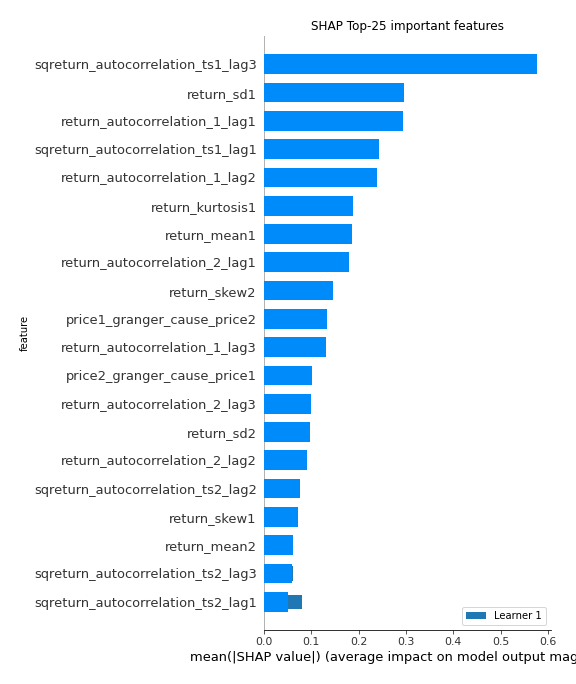 SHAP Top-25 important features
sqreturn_autocorrelation_ts1_lag3
return_sd1
return_autocorrelation_1_lag1
sqreturn_autocorrelation_ts1_lag1
return_autocorrelation_1_lag2
return_kurtosis1
return_mean1
return_autocorrelation_2_lag1
return_skew2
price1_granger_cause_price2
return_autocorrelation_1_lag3
price2_granger_cause_price1
return_autocorrelation_2_lag3
return_sd2
return_autocorrelation_2_lag2
sqreturn_autocorrelation_ts2_lag2
return_skew1
return_mean2
sqreturn_autocorrelation_ts2_lag3
sqreturn_autocorrelation_ts2_lag1
feature
Learner 1
0.0 0.1 0.2 0.3 0.4 0.5 0.6
mean(|SHAP value|) (average impact on model output mag